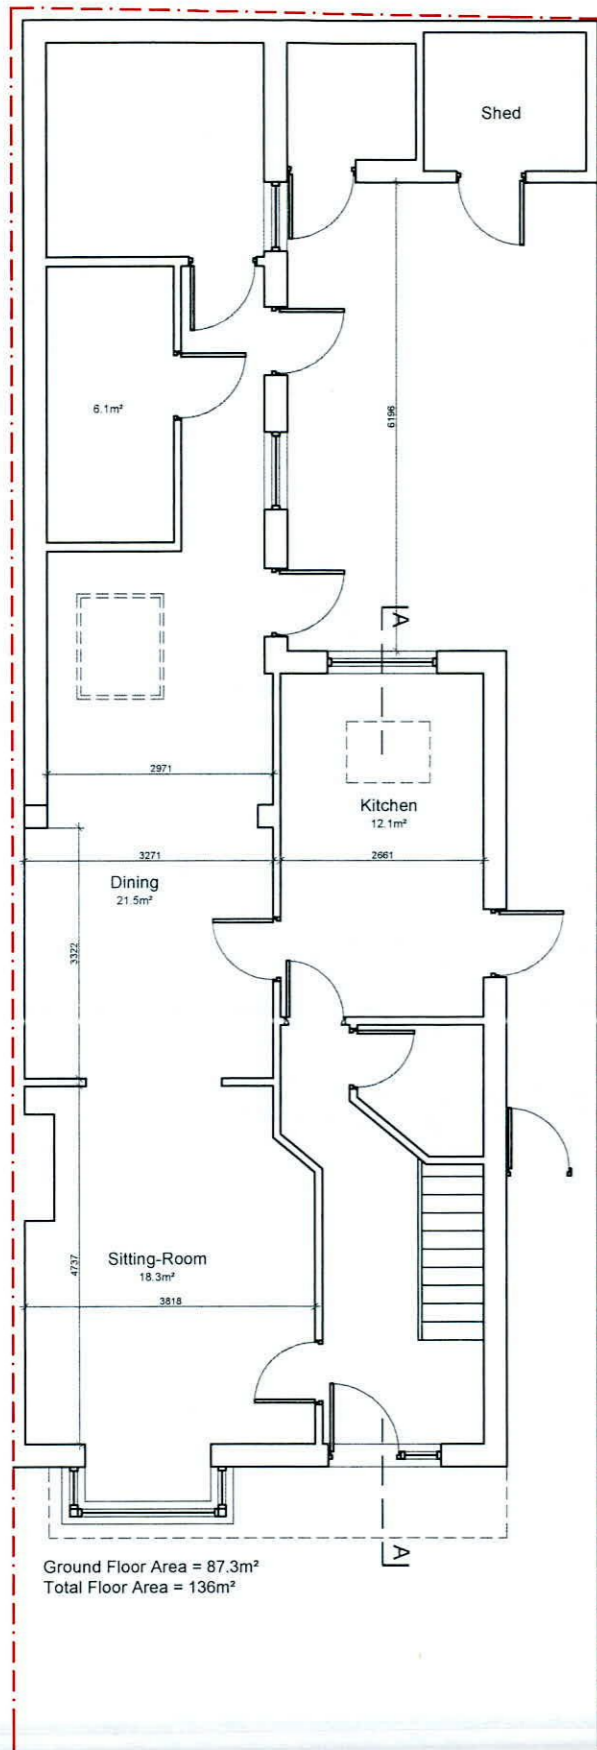 Shed
6.1m²
6196
A
2971
Kitchen
12.1m²
3271
2661
Dining
21.5m²
3322
Sitting-Room
18.3m²
4737
3818
A
Ground Floor Area = 87.3m²
Total Floor Area = 136m²